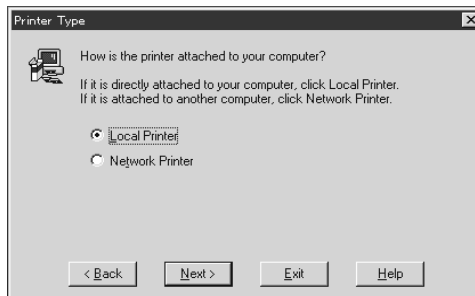 Printer Type
How is the printer attached to your computer?
If it is directly attached to your computer, click Local Printer.
If it is attached to another computer, click Network Printer.
Local Printer
Network Printer
< Back Next > Exit Help